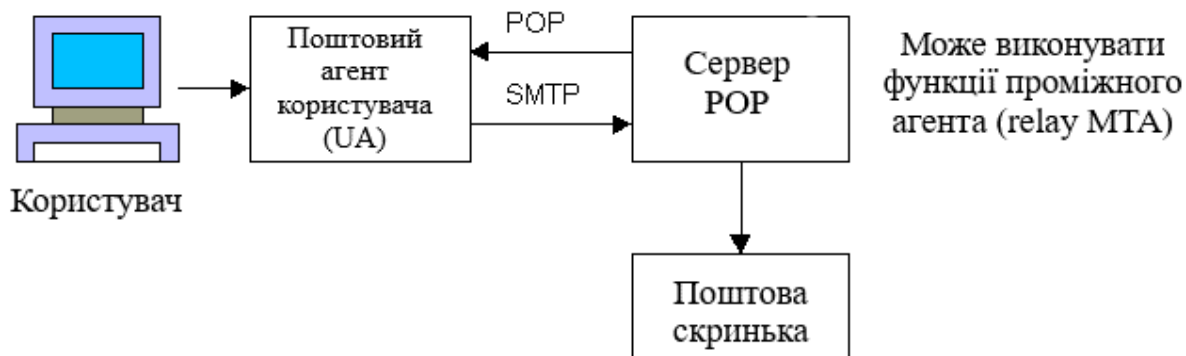 Поштовий
агент
користувача
(UA)
POP
SMTP
Сервер
POP
Може виконувати
функції проміжного
агента (relay MTA)
Користувач
Поштова
скринька